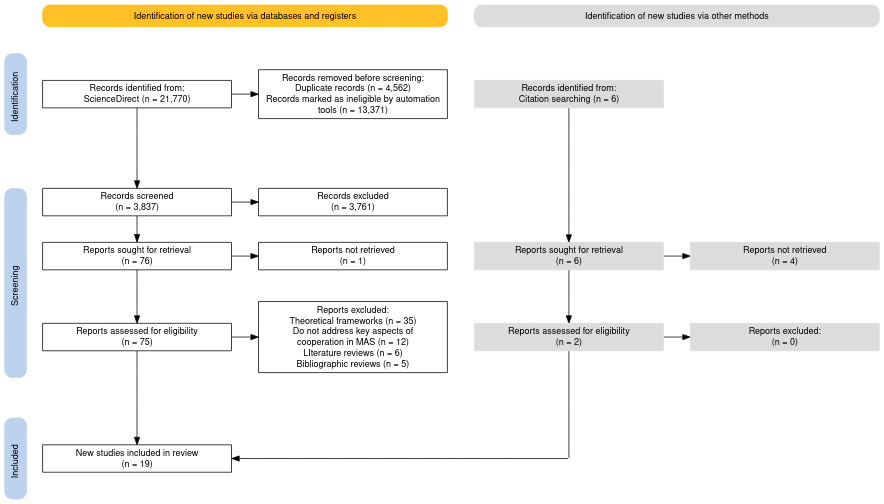 Identification of new studies via databases and registers
Identification of new studies via other methods
Identification
Records identified from:
ScienceDirect (n = 21,770)
Records removed before screening:
Duplicate records (n = 4,562)
Records marked as ineligible by automation
tools (n = 13,371)
Records identified from:
Citation searching (n = 6)
Screening
Records screened
(n = 3,837)
Records excluded
(n = 3,761)
Reports sought for retrieval
(n = 76)
Reports not retrieved
(n = 1)
Reports sought for retrieval
(n = 6)
Reports not retrieved
(n = 4)
Reports assessed for eligibility
(n = 75)
Reports excluded:
Theoretical frameworks (n = 35)
Do not address key aspects of
cooperation in MAS (n = 12)
LIterature reviews (n = 6)
Bibliographic reviews (n = 5)
Reports assessed for eligibility
(n = 2)
Reports excluded:
(n = 0)
Included
New studies included in review
(n = 19)